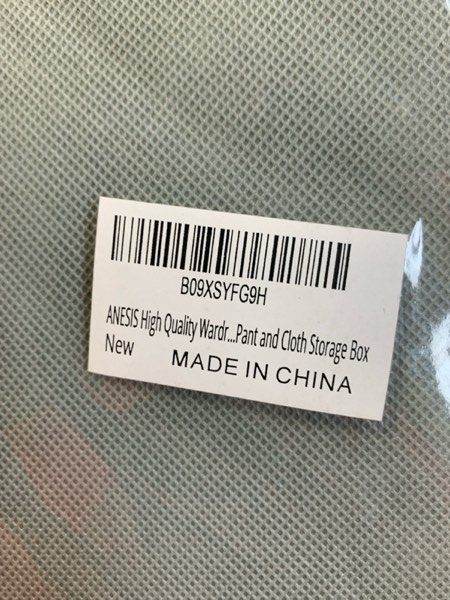 B09XSYFG9H
ANESIS High Quality Wardr...Pant and Cloth Storage Box
New
MADE IN CHINA